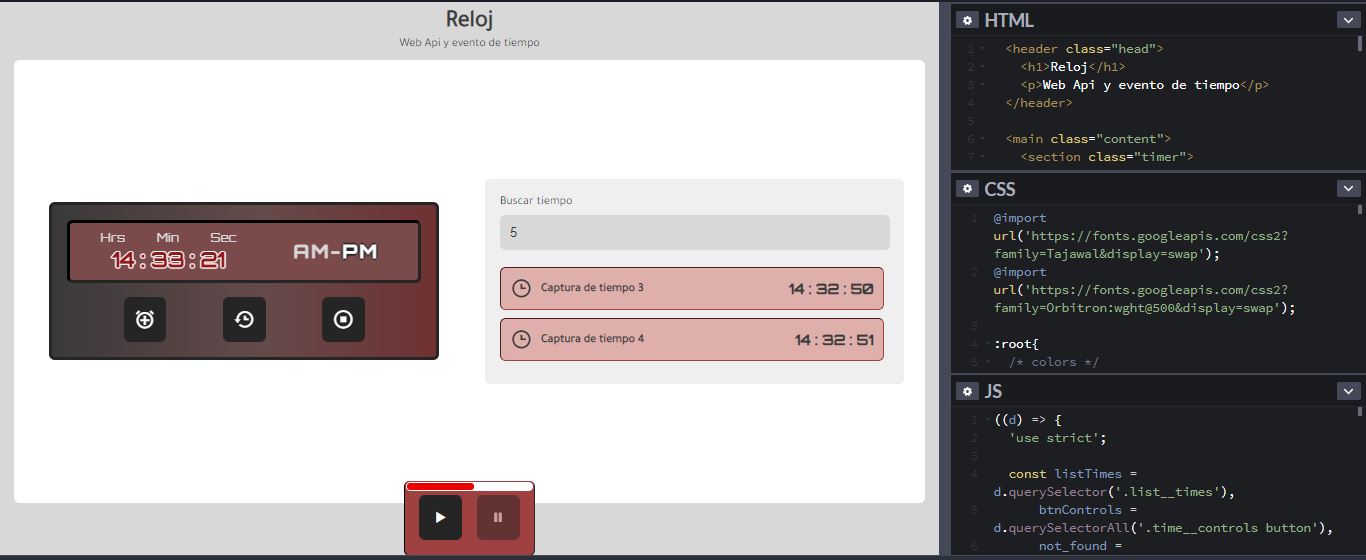 Reloj
Web Api y evento de tiempo
Hrs Min Sec
14:33:21
AM-PM
Buscar tiempo
5
Captura de tiempo 3 14:32:50
Captura de tiempo 4 14:32:51
HTML
1 <header class="head">
2 <h1>Reloj</h1>
3 <p>Web Api y evento de tiempo</p>
4 </header>
5
6 <main class="content">
7 <section class="timer">
CSS
1 @import
url('https://fonts.googleapis.com/css2?
family=Tajawal&display=swap');
2 @import
url('https://fonts.googleapis.com/css2?
family=Orbitron:wght@500&display=swap');
3
4 :root{
5 /* colors */
JS
1 ((d) => {
2 'use strict';
3
4 const listTimes =
d.querySelector('.list__times'),
5 btnControls =
d.querySelectorAll('.time__controls button'),
6 not_found =